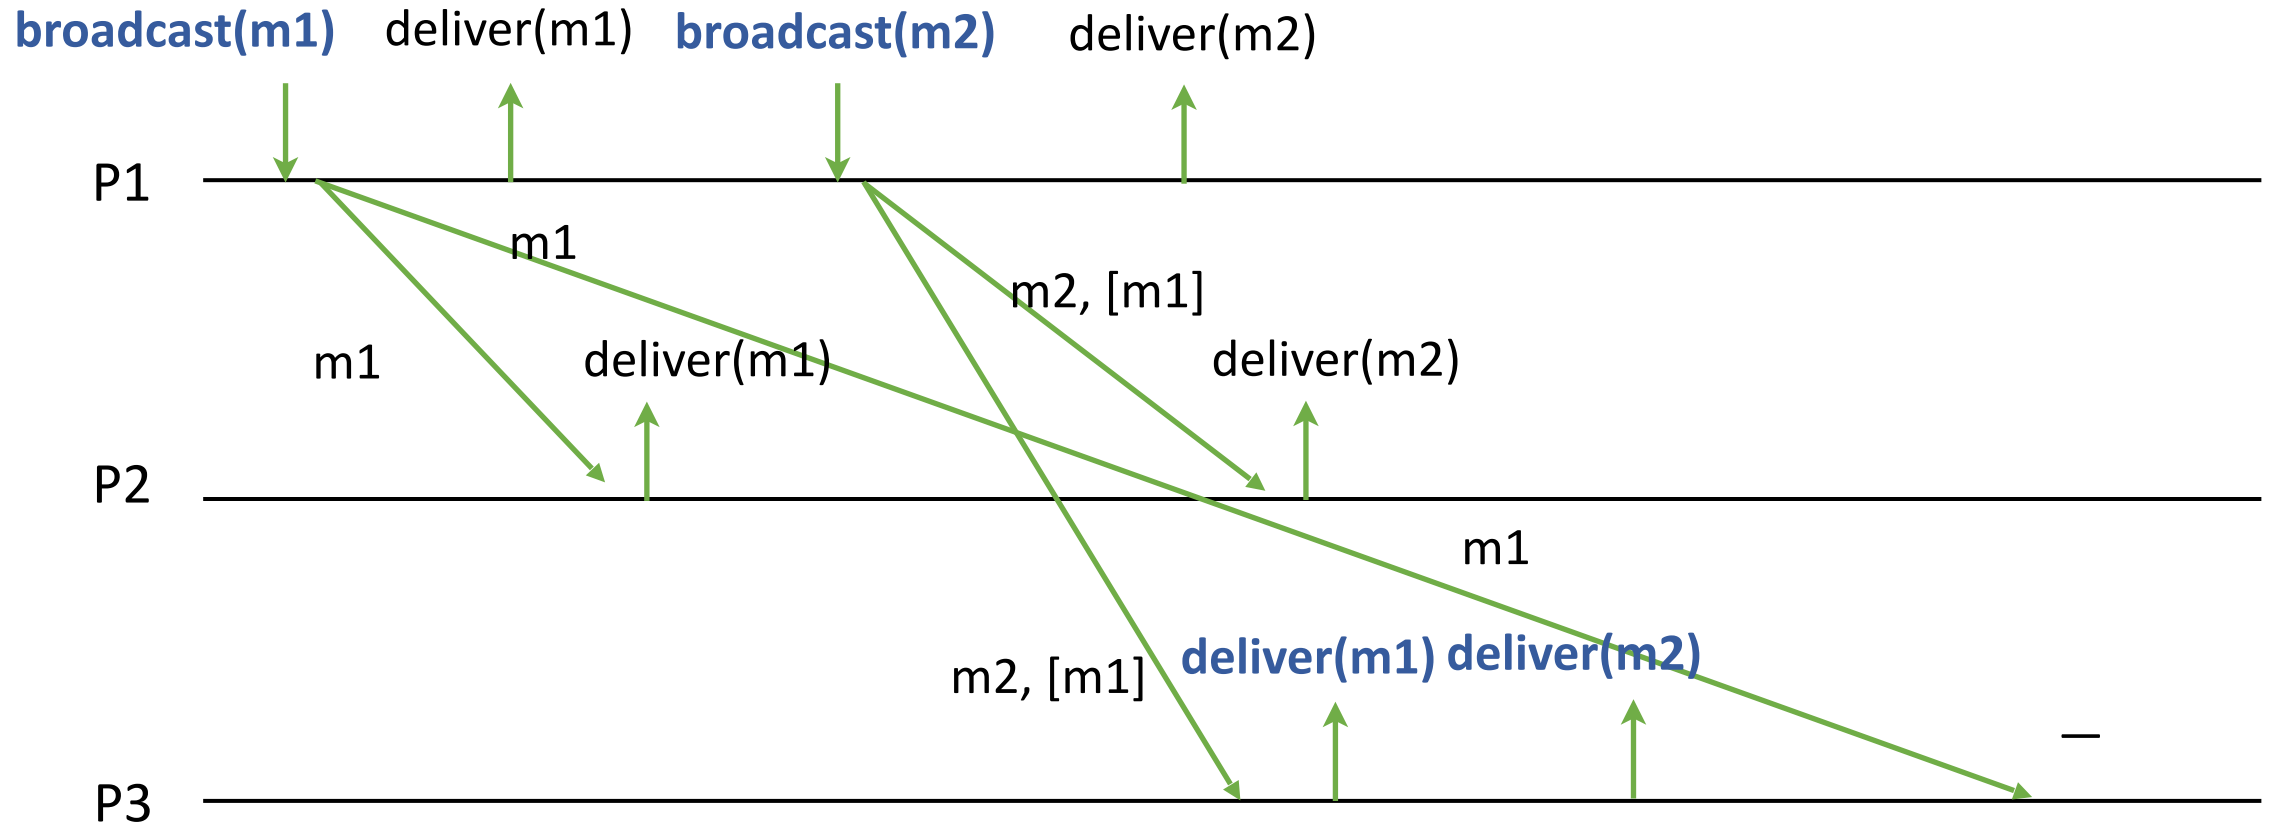 broadcast(m1) deliver(m1) broadcast(m2) deliver(m2)
P1
m1
m2, [m1]
m1 deliver(m1) deliver(m2)
P2
m1
m2, [m1] deliver(m1) deliver(m2)
_
P3